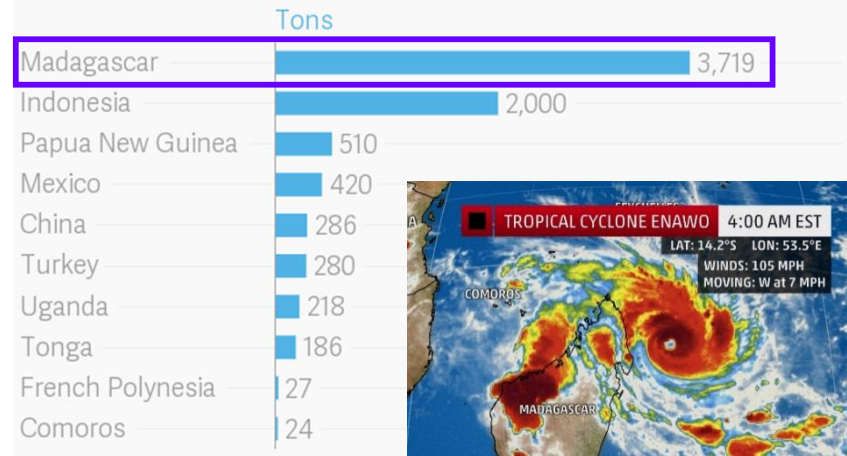 Tons
Madagascar 3,719
Indonesia 2,000
Papua New Guinea 510
Mexico 420
China 286
Turkey 280
Uganda 218
Tonga 186
French Polynesia 27
Comoros 24
SEYCHELLES
TROPICAL CYCLONE ENAWO 4:00 AM EST
LAT: 14.2°S LON: 53.5°E
WINDS: 105 MPH
MOVING: W at 7 MPH
COMOROS
MADAGASCAR